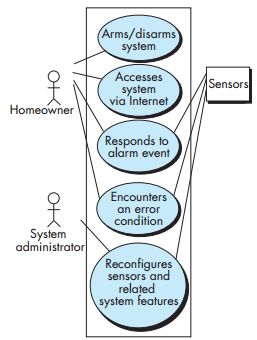 Arms/disarms
system
Accesses
system
via Internet
Homeowner
Sensors
Responds to
alarm event
Encounters
an error
condition
System
administrator
Reconfigures
sensors and
related
system features